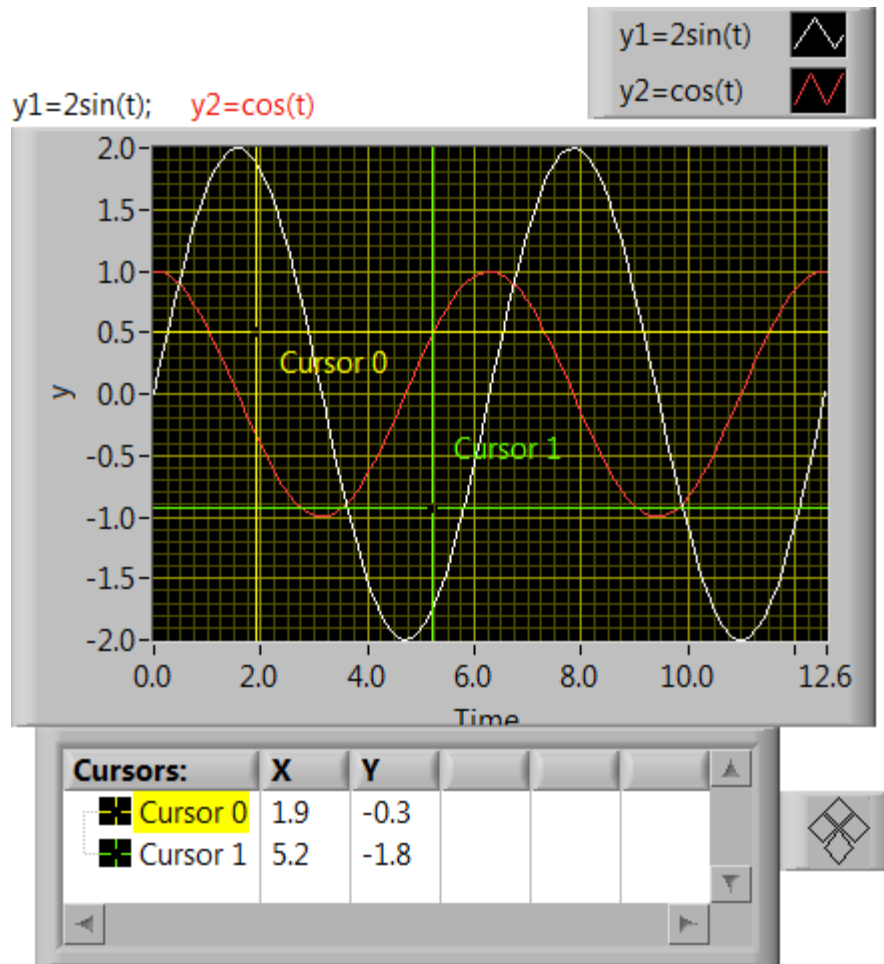 y1=2sin(t)
y2=cos(t)
y1=2sin(t); y2=cos(t)
2.0
1.5
1.0
0.5
0.0
-0.5
-1.0
-1.5
-2.0
y
Cursor 0
Cursor 1
0.0 2.0 4.0 6.0 8.0 10.0 12.6
Time
Cursors: X Y
Cursor 0 1.9 -0.3
Cursor 1 5.2 -1.8